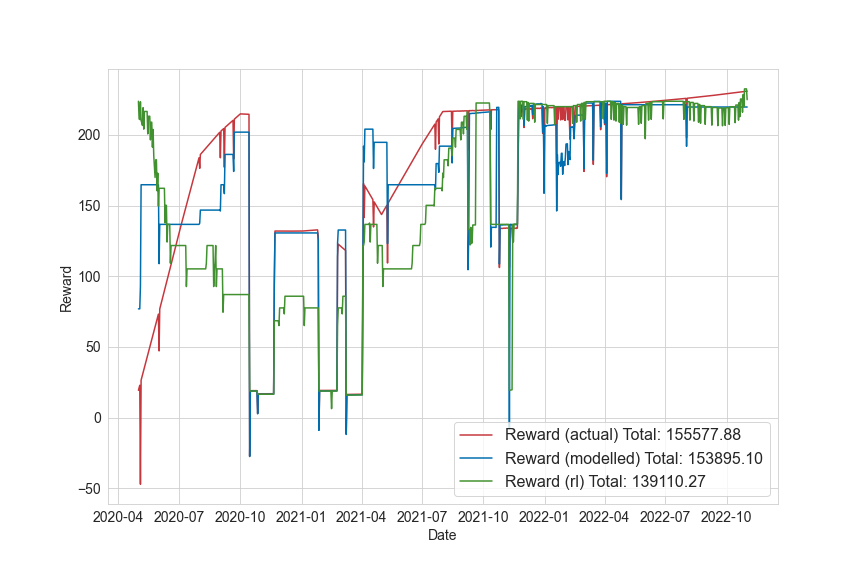 200
150
100
50
0
−50
Reward
2020-04 2020-07 2020-10 2021-01 2021-04 2021-07 2021-10 2022-01 2022-04 2022-07 2022-10
Date
Reward (actual) Total: 155577.88
Reward (modelled) Total: 153895.10
Reward (rl) Total: 139110.27